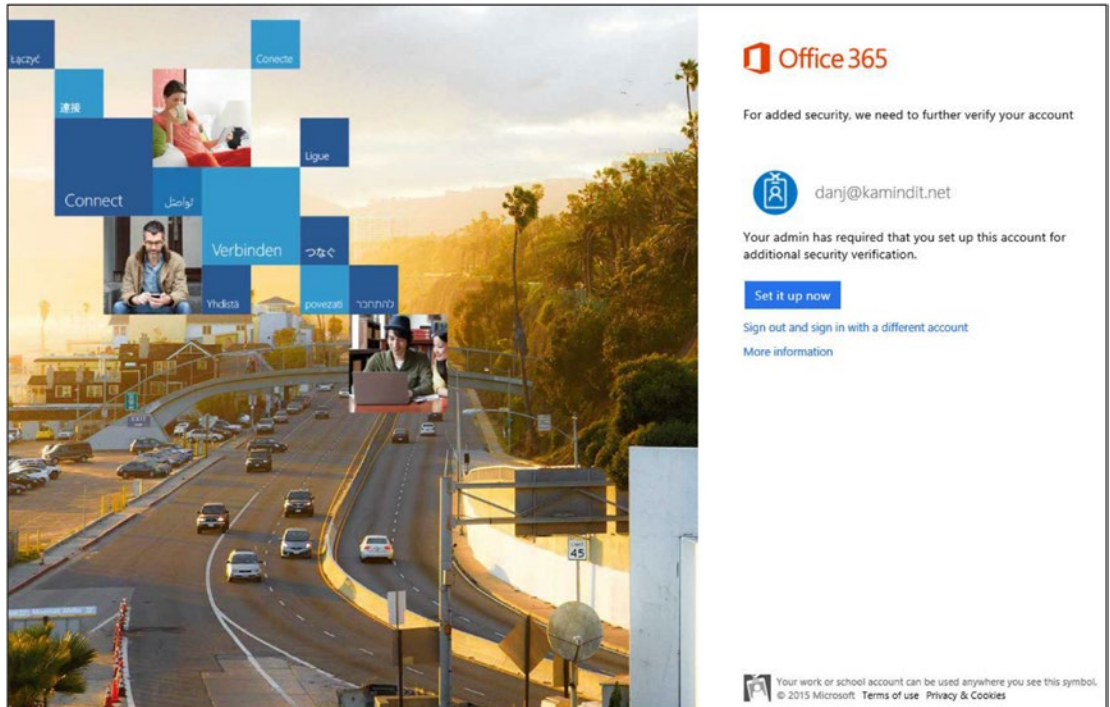 Łączyć
Conecte
連接
Ligue
Connect
تواصل
Verbinden
つなぐ
Yhdistä
povezati
להתחבר
EXIT
LIMIT
45
Office 365
For added security, we need to further verify your account
danj@kamindit.net
Your admin has required that you set up this account for
additional security verification.
Set it up now
Sign out and sign in with a different account
More information
Your work or school account can be used anywhere you see this symbol.
© 2015 Microsoft Terms of use Privacy & Cookies